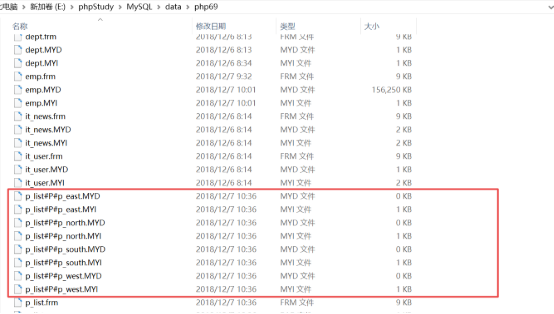 电脑 › 新加卷 (E:) › phpStudy › MySQL › data › php69
名称 修改日期 类型 大小
dept.frm 2018/12/6 8:13 FRM 文件 9 KB
dept.MYD 2018/12/6 8:13 MYD 文件 1 KB
dept.MYI 2018/12/6 8:34 MYI 文件 1 KB
emp.frm 2018/12/7 9:32 FRM 文件 9 KB
emp.MYD 2018/12/7 10:01 MYD 文件 156,250 KB
emp.MYI 2018/12/7 10:01 MYI 文件 1 KB
it_news.frm 2018/12/6 8:14 FRM 文件 9 KB
it_news.MYD 2018/12/6 8:14 MYD 文件 2 KB
it_news.MYI 2018/12/6 8:14 MYI 文件 2 KB
it_user.frm 2018/12/6 8:14 FRM 文件 9 KB
it_user.MYD 2018/12/6 8:14 MYD 文件 1 KB
it_user.MYI 2018/12/6 8:14 MYI 文件 2 KB
p_list#P#p_east.MYD 2018/12/7 10:36 MYD 文件 0 KB
p_list#P#p_east.MYI 2018/12/7 10:36 MYI 文件 1 KB
p_list#P#p_north.MYD 2018/12/7 10:36 MYD 文件 0 KB
p_list#P#p_north.MYI 2018/12/7 10:36 MYI 文件 1 KB
p_list#P#p_south.MYD 2018/12/7 10:36 MYD 文件 0 KB
p_list#P#p_south.MYI 2018/12/7 10:36 MYI 文件 1 KB
p_list#P#p_west.MYD 2018/12/7 10:36 MYD 文件 0 KB
p_list#P#p_west.MYI 2018/12/7 10:36 MYI 文件 1 KB
p_list.frm 2018/12/7 10:36 FRM 文件 9 KB